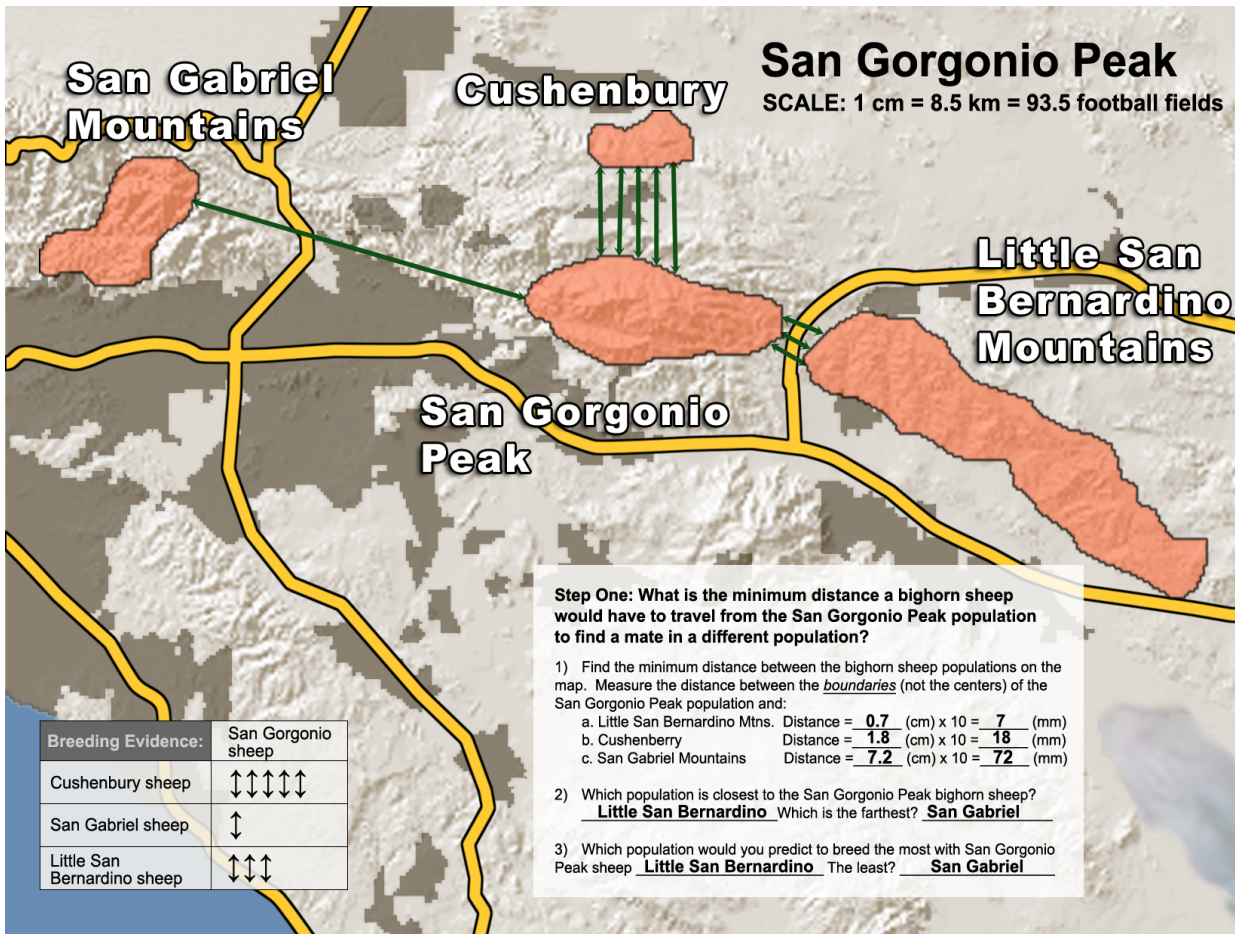 San Gorgonio Peak
SCALE: 1 cm = 8.5 km = 93.5 football fields
San Gabriel
Mountains
Cushenbury
Little San
Bernardino
Mountains
San Gorgonio
Peak
Step One: What is the minimum distance a bighorn sheep
would have to travel from the San Gorgonio Peak population
to find a mate in a different population?
1) Find the minimum distance between the bighorn sheep populations on the
map. Measure the distance between the boundaries (not the centers) of the
San Gorgonio Peak population and:
a. Little San Bernardino Mtns. Distance = 0.7 (cm) x 10 = 7 (mm)
b. Cushenberry Distance = 1.8 (cm) x 10 = 18 (mm)
c. San Gabriel Mountains Distance = 7.2 (cm) x 10 = 72 (mm)
2) Which population is closest to the San Gorgonio Peak bighorn sheep?
Little San Bernardino Which is the farthest? San Gabriel
3) Which population would you predict to breed the most with San Gorgonio
Peak sheep Little San Bernardino The least? San Gabriel
Breeding Evidence: San Gorgonio
sheep
Cushenbury sheep ↕↕↕↕↕
San Gabriel sheep ↕
Little San
Bernardino sheep ↕↕↕